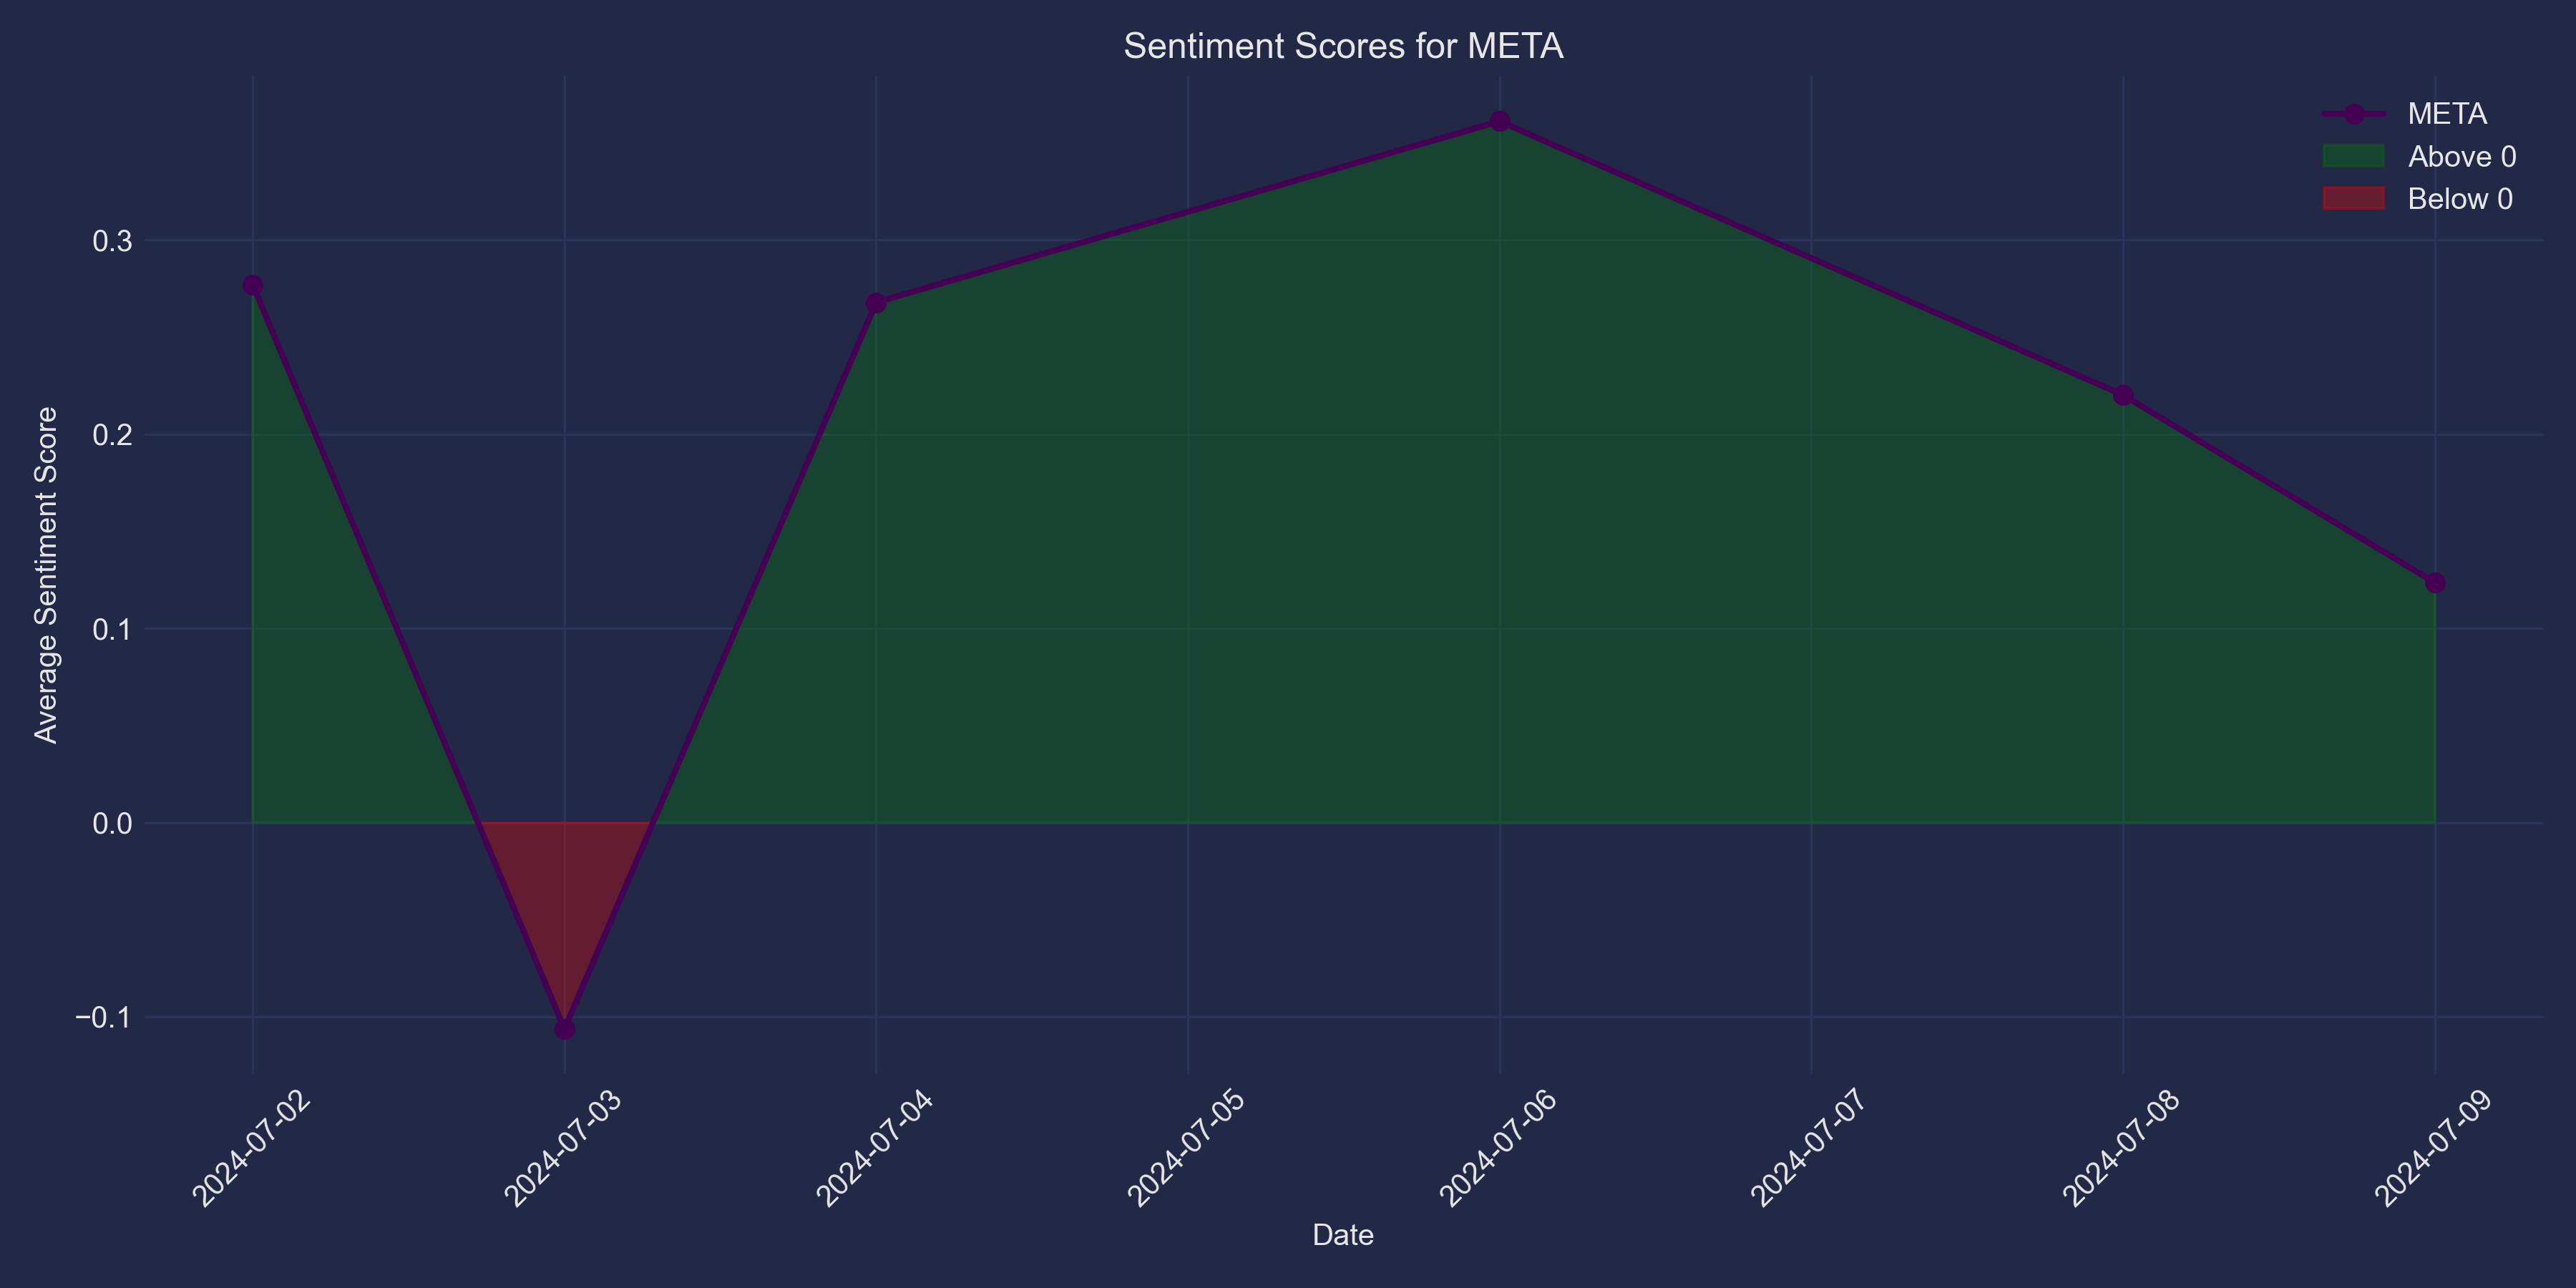 Sentiment Scores for META
META
Above 0
Below 0
Average Sentiment Score
0.3
0.2
0.1
0.0
−0.1
2024-07-02
2024-07-03
2024-07-04
2024-07-05
2024-07-06
2024-07-07
2024-07-08
2024-07-09
Date